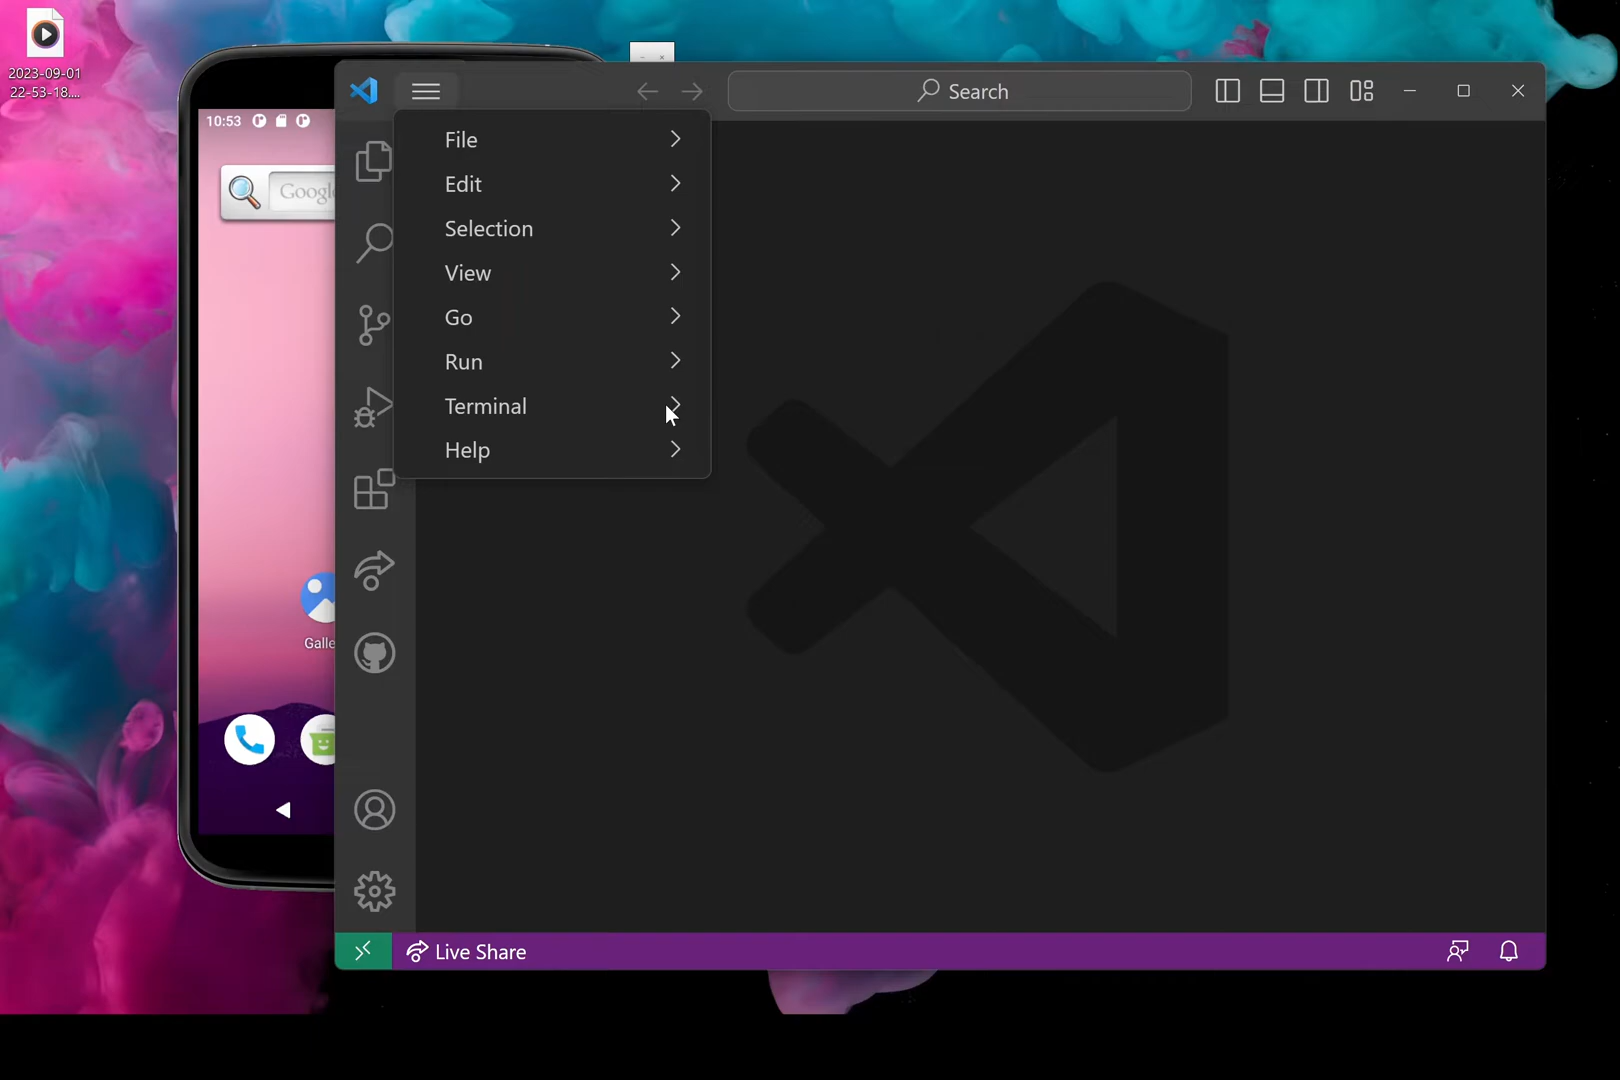 2023-09-01
22-53-18....
10:53
Search
File
Edit
Selection
View
Go
Run
Terminal
Help
Googl
Galle
Live Share